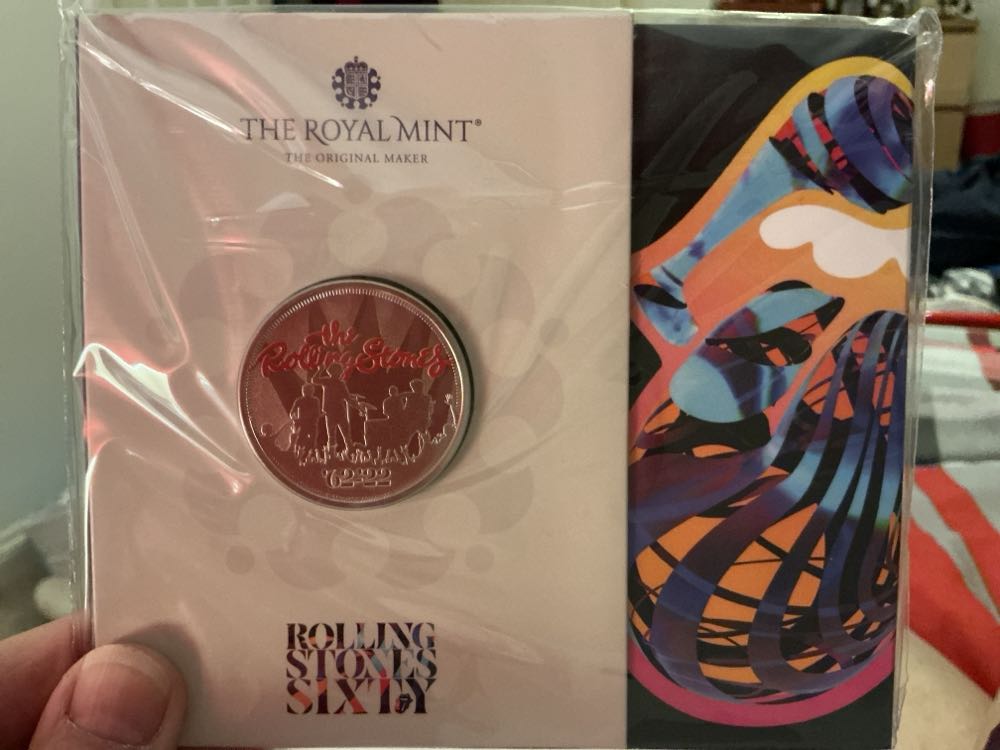 THE ROYAL MINT®
THE ORIGINAL MAKER
The
Rolling Stones
'62-'22
ROLLING
STONES
SIXTY